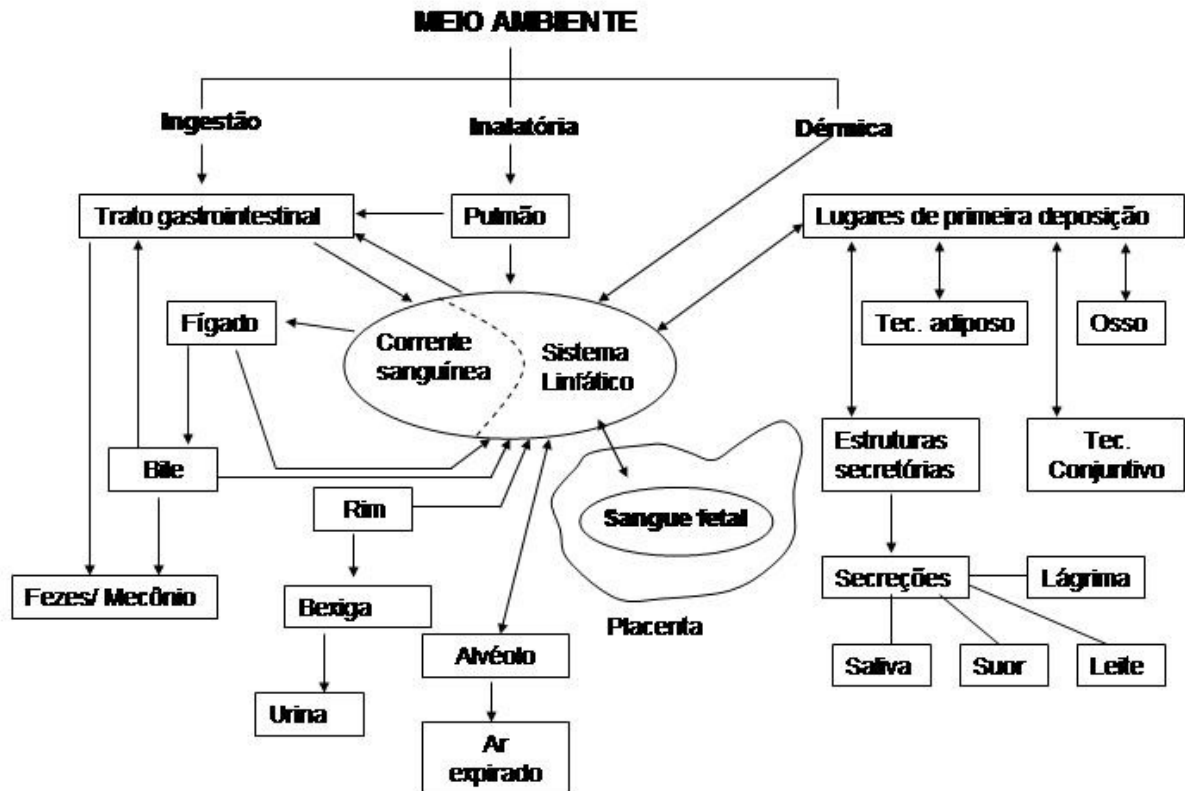 MEIO AMBIENTE
Ingestão
Inalatória
Dérmica
Trato gastrointestinal
Pulmão
Lugares de primeira deposição
Fígado
Corrente
sanguínea
Sistema
Linfático
Tec. adiposo
Osso
Bile
Rim
Estruturas
secretórias
Tec.
Conjuntivo
Sangue fetal
Fezes/ Mecônio
Bexiga
Placenta
Secreções
Lágrima
Alvéolo
Saliva
Suor
Leite
Urina
Ar
expirado